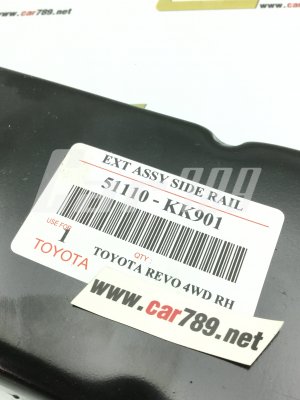 www.car789.net
EXT ASSY SIDE RAIL
51110 - KK901
USE FOR
1
QTY :
TOYOTA
TOYOTA REVO 4WD RH
www.car789.net